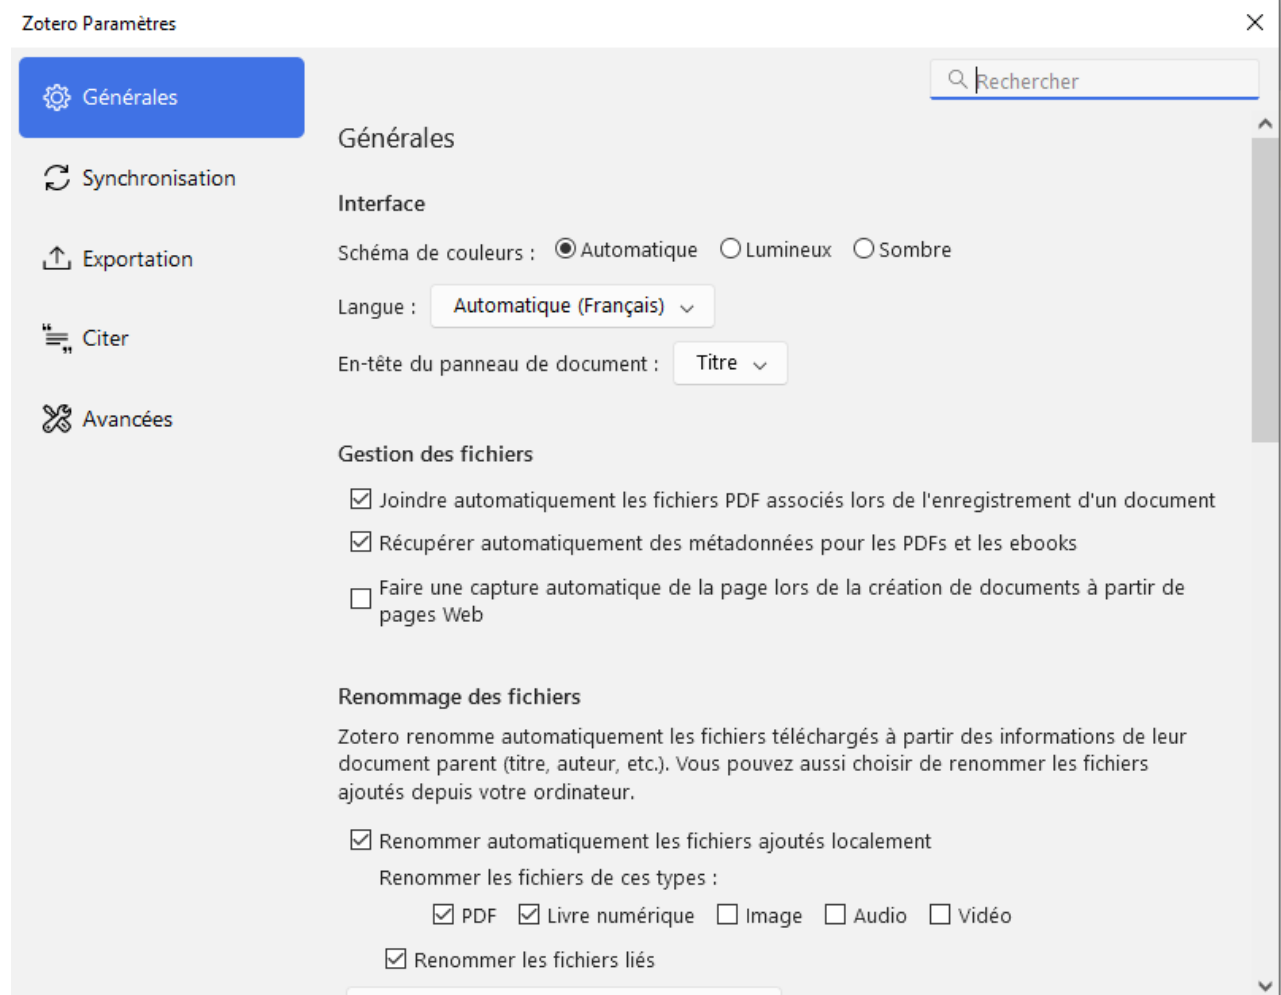 Zotero Paramètres
Générales
Synchronisation
Exportation
Citer
Avancées
Rechercher
Générales
Interface
Schéma de couleurs : Automatique Lumineux Sombre
Langue : Automatique (Français)
En-tête du panneau de document : Titre
Gestion des fichiers
Joindre automatiquement les fichiers PDF associés lors de l'enregistrement d'un document
Récupérer automatiquement des métadonnées pour les PDFs et les ebooks
Faire une capture automatique de la page lors de la création de documents à partir de
pages Web
Renommage des fichiers
Zotero renomme automatiquement les fichiers téléchargés à partir des informations de leur
document parent (titre, auteur, etc.). Vous pouvez aussi choisir de renommer les fichiers
ajoutés depuis votre ordinateur.
Renommer automatiquement les fichiers ajoutés localement
Renommer les fichiers de ces types :
PDF Livre numérique Image Audio Vidéo
Renommer les fichiers liés